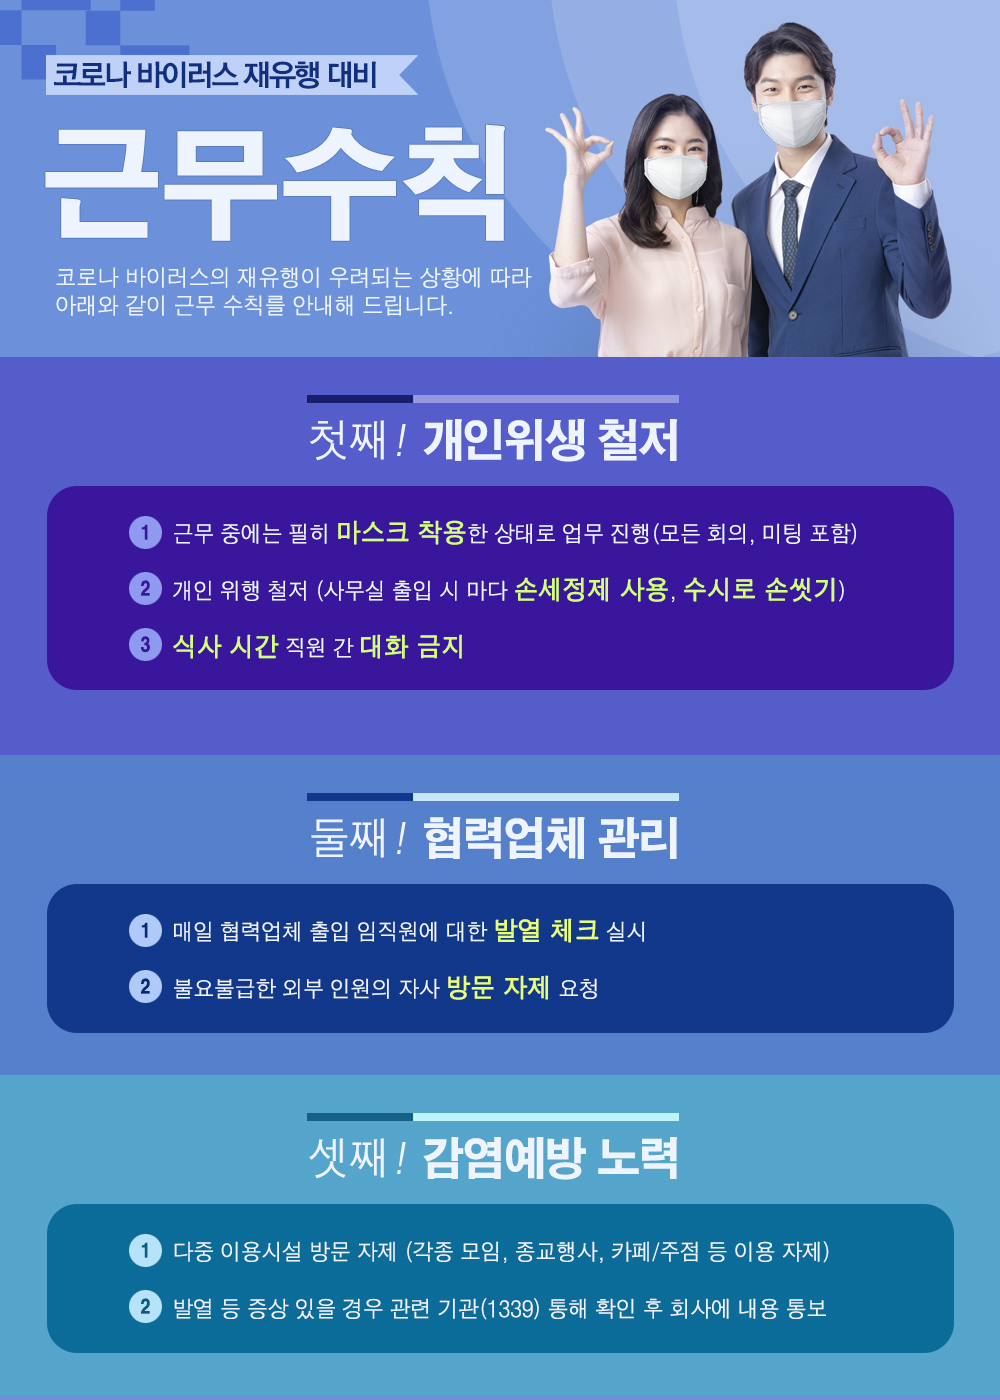 코로나 바이러스 재유행 대비
근무수칙
코로나 바이러스의 재유행이 우려되는 상황에 따라
아래와 같이 근무 수칙를 안내해 드립니다.
첫째! 개인위생 철저
1 근무 중에는 필히 마스크 착용한 상태로 업무 진행(모든 회의, 미팅 포함)
2 개인 위행 철저 (사무실 출입 시 마다 손세정제 사용, 수시로 손씻기)
3 식사 시간 직원 간 대화 금지
둘째! 협력업체 관리
1 매일 협력업체 출입 임직원에 대한 발열 체크 실시
2 불요불급한 외부 인원의 자사 방문 자제 요청
셋째! 감염예방 노력
1 다중 이용시설 방문 자제 (각종 모임, 종교행사, 카페/주점 등 이용 자제)
2 발열 등 증상 있을 경우 관련 기관(1339) 통해 확인 후 회사에 내용 통보